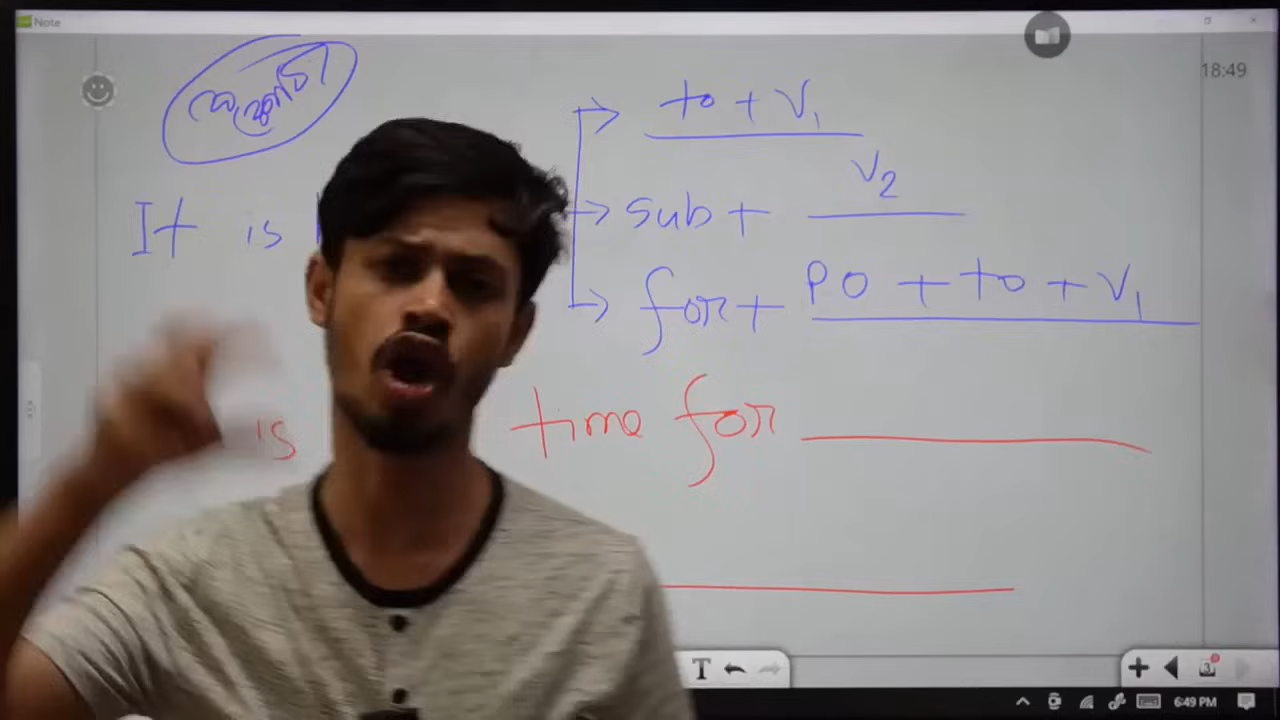 Note
18:49
to + V1
V2
It is
sub +
for + PO + to + V1
is time for
T
3
6:49 PM